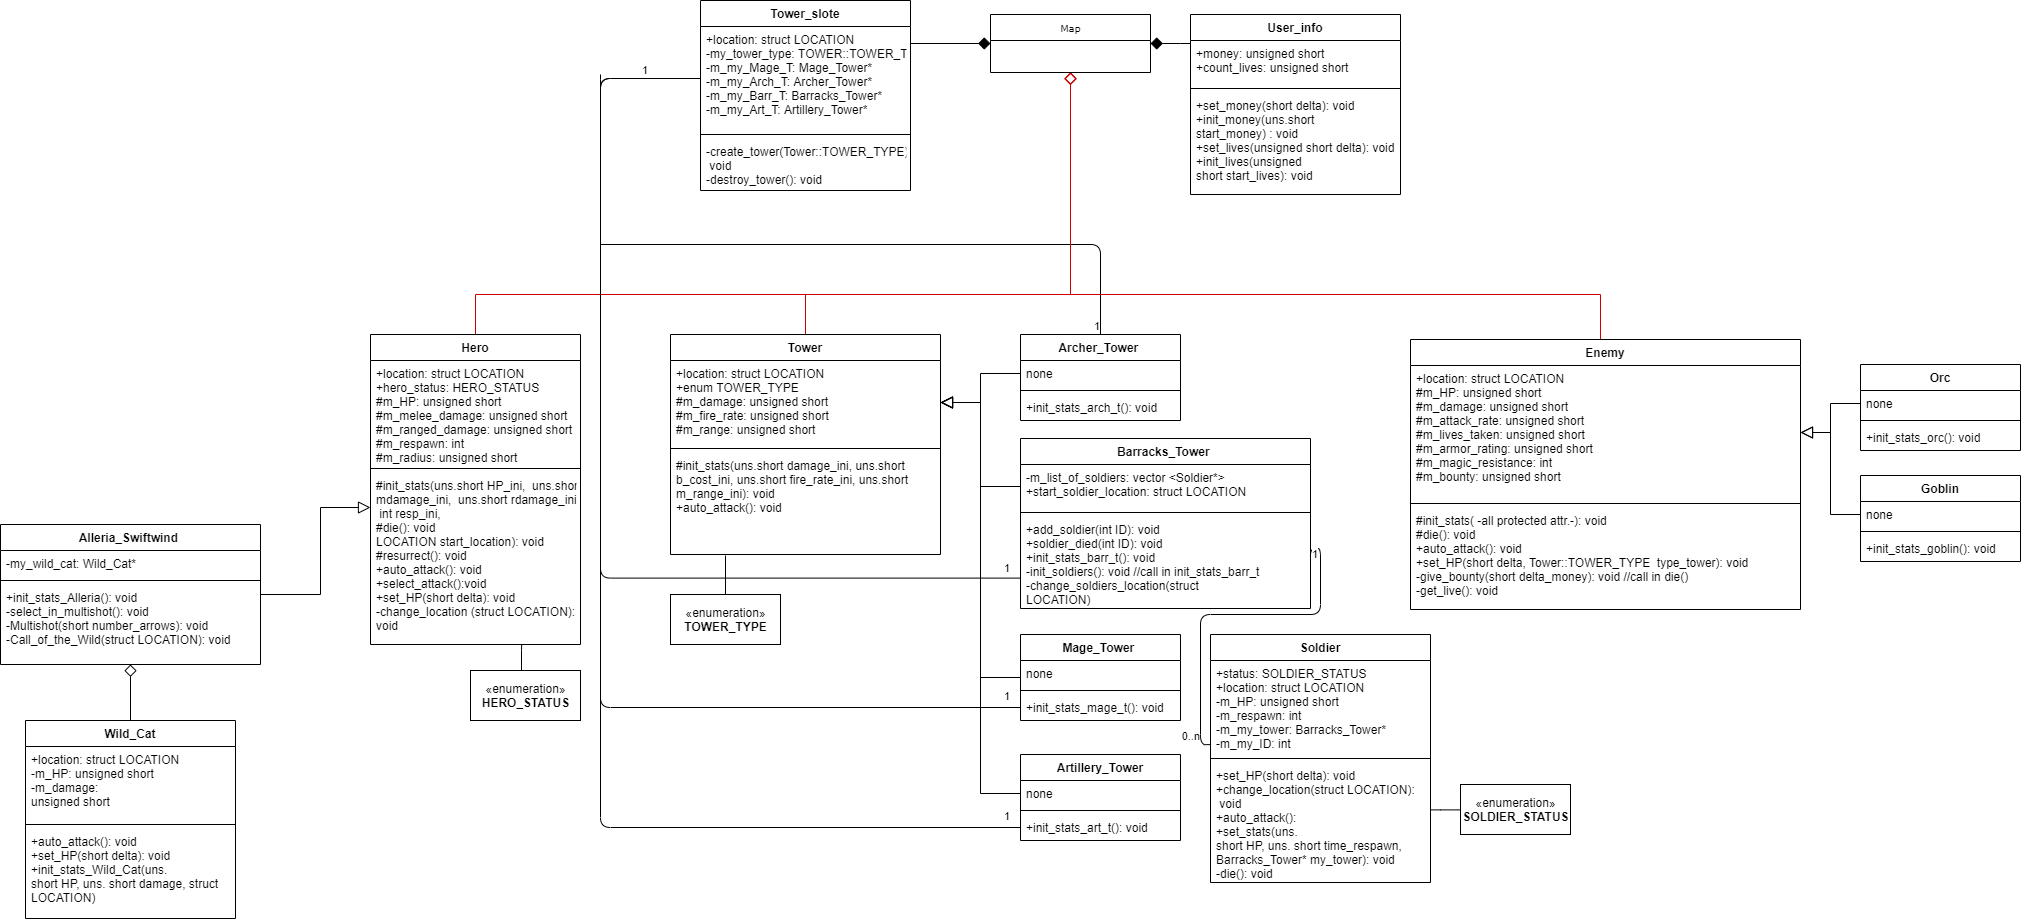 Tower_slote
+location: struct LOCATION
-my_tower_type: TOWER::TOWER_T
-m_my_Mage_T: Mage_Tower*
-m_my_Arch_T: Archer_Tower*
-m_my_Barr_T: Barracks_Tower*
-m_my_Art_T: Artillery_Tower*
-create_tower(Tower::TOWER_TYPE)
void
-destroy_tower(): void
Map
User_info
+money: unsigned short
+count_lives: unsigned short
+set_money(short delta): void
+init_money(uns.short
start_money) : void
+set_lives(unsigned short delta): void
+init_lives(unsigned
short start_lives): void
1
1
Hero
+location: struct LOCATION
+hero_status: HERO_STATUS
#m_HP: unsigned short
#m_melee_damage: unsigned short
#m_ranged_damage: unsigned short
#m_respawn: int
#m_radius: unsigned short
#init_stats(uns.short HP_ini,  uns.shor
mdamage_ini,  uns.short rdamage_ini
int resp_ini,
#die(): void
LOCATION start_location): void
#resurrect(): void
+auto_attack(): void
+select_attack():void
+set_HP(short delta): void
-change_location (struct LOCATION):
void
«enumeration»
HERO_STATUS
Tower
+location: struct LOCATION
+enum TOWER_TYPE
#m_damage: unsigned short
#m_fire_rate: unsigned short
#m_range: unsigned short
#init_stats(uns.short damage_ini, uns.short
b_cost_ini, uns.short fire_rate_ini, uns.short
m_range_ini): void
+auto_attack(): void
«enumeration»
TOWER_TYPE
Archer_Tower
none
+init_stats_arch_t(): void
Barracks_Tower
-m_list_of_soldiers: vector <Soldier*>
+start_soldier_location: struct LOCATION
+add_soldier(int ID): void
+soldier_died(int ID): void
+init_stats_barr_t(): void
-init_soldiers(): void //call in init_stats_barr_t
-change_soldiers_location(struct
LOCATION)
1
1
Mage_Tower
none
+init_stats_mage_t(): void
1
Artillery_Tower
none
+init_stats_art_t(): void
1
Enemy
+location: struct LOCATION
#m_HP: unsigned short
#m_damage: unsigned short
#m_attack_rate: unsigned short
#m_lives_taken: unsigned short
#m_armor_rating: unsigned short
#m_magic_resistance: int
#m_bounty: unsigned short
#init_stats( -all protected attr.-): void
#die(): void
+auto_attack(): void
+set_HP(short delta, Tower::TOWER_TYPE  type_tower): void
-give_bounty(short delta_money): void //call in die()
-get_live(): void
Orc
none
+init_stats_orc(): void
Goblin
none
+init_stats_goblin(): void
Alleria_Swiftwind
-my_wild_cat: Wild_Cat*
+init_stats_Alleria(): void
-select_in_multishot(): void
-Multishot(short number_arrows): void
-Call_of_the_Wild(struct LOCATION): void
Wild_Cat
+location: struct LOCATION
-m_HP: unsigned short
-m_damage:
unsigned short
+auto_attack(): void
+set_HP(short delta): void
+init_stats_Wild_Cat(uns.
short HP, uns. short damage, struct
LOCATION)
Soldier
+status: SOLDIER_STATUS
+location: struct LOCATION
-m_HP: unsigned short
-m_respawn: int
-m_my_tower: Barracks_Tower*
-m_my_ID: int
+set_HP(short delta): void
+change_location(struct LOCATION):
void
+auto_attack():
+set_stats(uns.
short HP, uns. short time_respawn,
Barracks_Tower* my_tower): void
-die(): void
0..n
«enumeration»
SOLDIER_STATUS